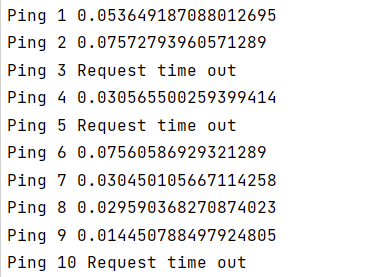 Ping 1 0.053649187088012695
Ping 2 0.07572793960571289
Ping 3 Request time out
Ping 4 0.030565500259399414
Ping 5 Request time out
Ping 6 0.07560586929321289
Ping 7 0.030450105667114258
Ping 8 0.029590368270874023
Ping 9 0.014450788497924805
Ping 10 Request time out